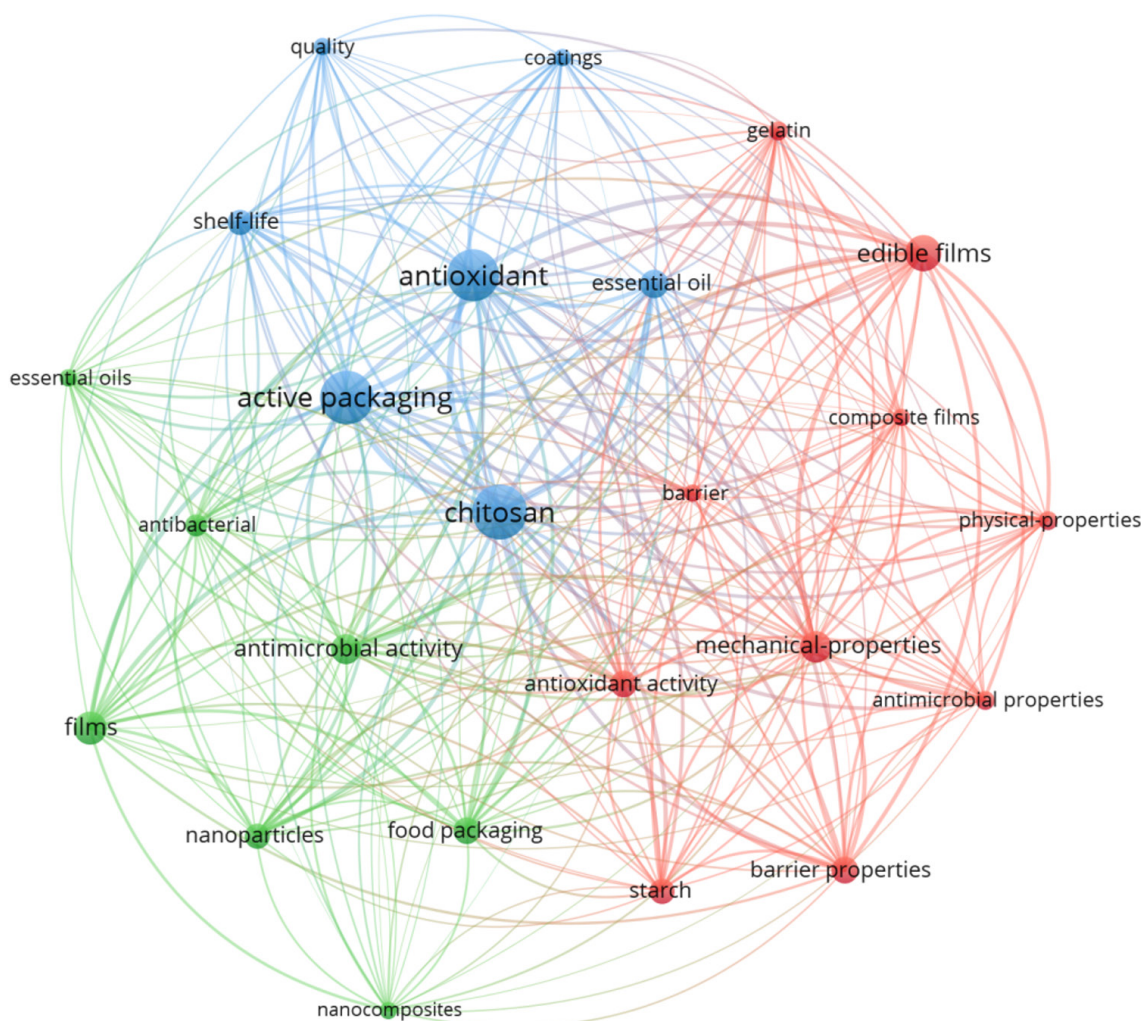 quality
coatings
gelatin
shelf-life
edible films
antioxidant
essential oil
essential oils
active packaging
composite films
barrier
chitosan
physical-properties
antibacterial
antimicrobial activity
mechanical-properties
antioxidant activity
antimicrobial properties
films
nanoparticles
food packaging
barrier properties
starch
nanocomposites